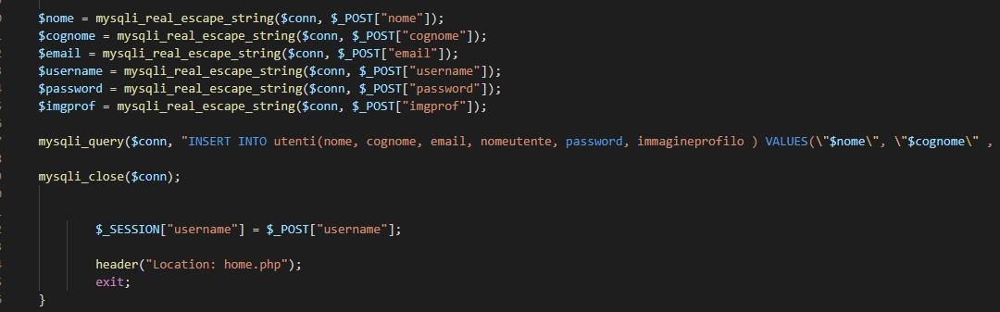 $nome = mysqli_real_escape_string($conn, $_POST["nome"]);
$cognome = mysqli_real_escape_string($conn, $_POST["cognome"]);
$email = mysqli_real_escape_string($conn, $_POST["email"]);
$username = mysqli_real_escape_string($conn, $_POST["username"]);
$password = mysqli_real_escape_string($conn, $_POST["password"]);
$imgprof = mysqli_real_escape_string($conn, $_POST["imgprof"]);
mysqli_query($conn, "INSERT INTO utenti(nome, cognome, email, nomeutente, password, immagineprofilo ) VALUES(\"$nome\", \"$cognome\" ,
mysqli_close($conn);
$_SESSION["username"] = $_POST["username"];
header("Location: home.php");
exit;
}